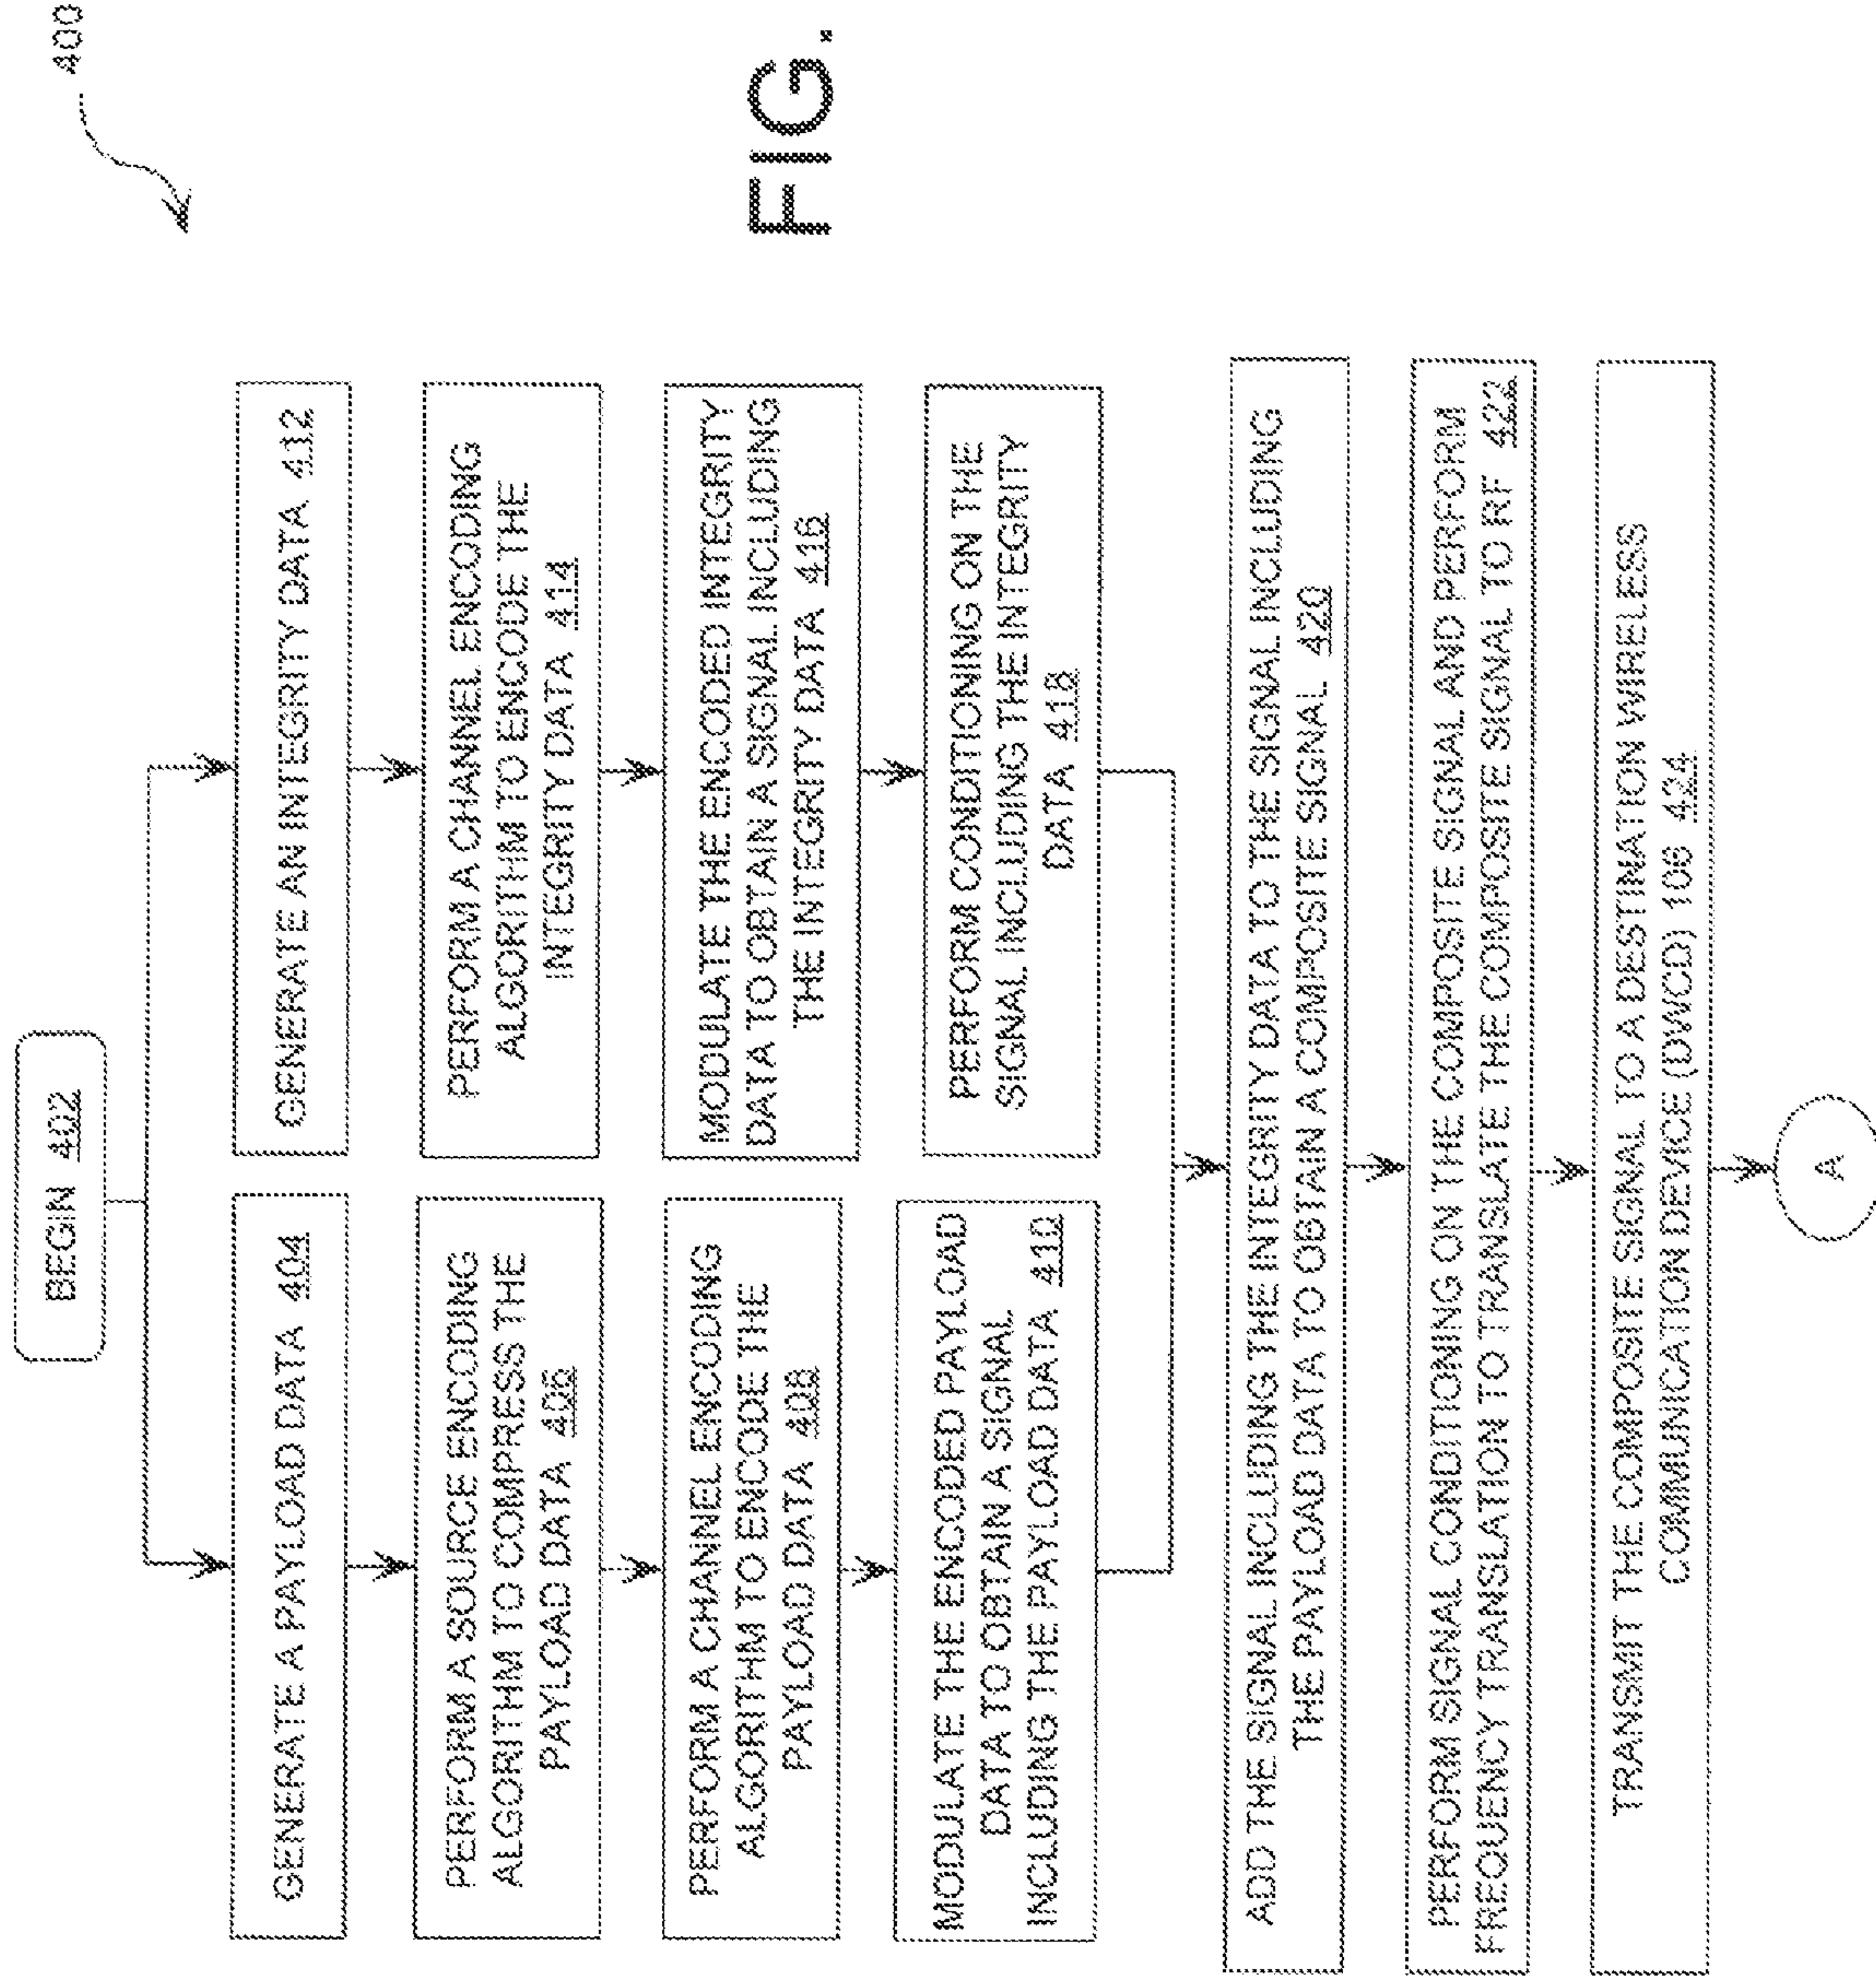 400
BEGIN 402
GENERATE A PAYLOAD DATA 404
PERFORM A SOURCE ENCODING
ALGORITHM TO COMPRESS THE
PAYLOAD DATA 406
PERFORM A CHANNEL ENCODING
ALGORITHM TO ENCODE THE
PAYLOAD DATA 408
MODULATE THE ENCODED PAYLOAD
DATA TO OBTAIN A SIGNAL
INCLUDING THE PAYLOAD DATA 410
GENERATE AN INTEGRITY DATA 412
PERFORM A CHANNEL ENCODING
ALGORITHM TO ENCODE THE
INTEGRITY DATA 414
MODULATE THE ENCODED INTEGRITY
DATA TO OBTAIN A SIGNAL INCLUDING
THE INTEGRITY DATA 416
PERFORM CONDITIONING ON THE
SIGNAL INCLUDING THE INTEGRITY
DATA 418
ADD THE SIGNAL INCLUDING THE INTEGRITY DATA TO THE SIGNAL INCLUDING
THE PAYLOAD DATA TO OBTAIN A COMPOSITE SIGNAL 420
PERFORM SIGNAL CONDITIONING ON THE COMPOSITE SIGNAL AND PERFORM
FREQUENCY TRANSLATION TO TRANSLATE THE COMPOSITE SIGNAL TO RF 422
TRANSMIT THE COMPOSITE SIGNAL TO A DESTINATION WIRELESS
COMMUNICATION DEVICE (DWCD) 106 424
A
FIG.